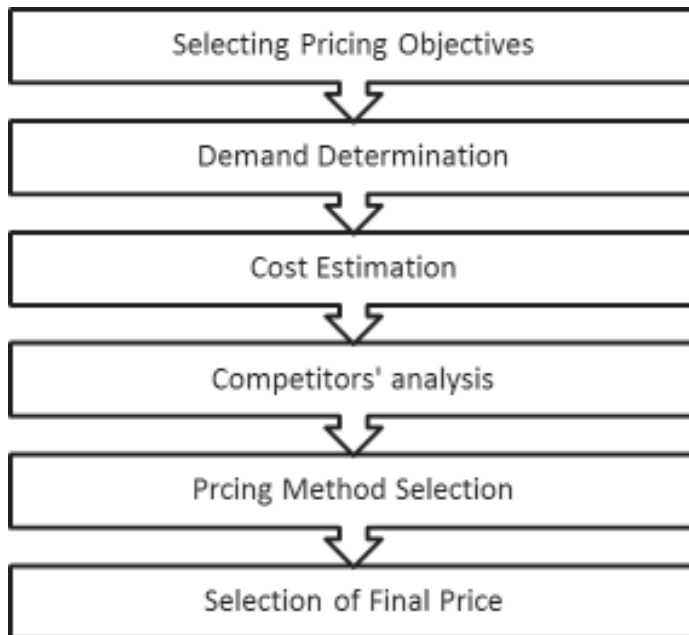 Selecting Pricing Objectives
Demand Determination
Cost Estimation
Competitors' analysis
Prcing Method Selection
Selection of Final Price